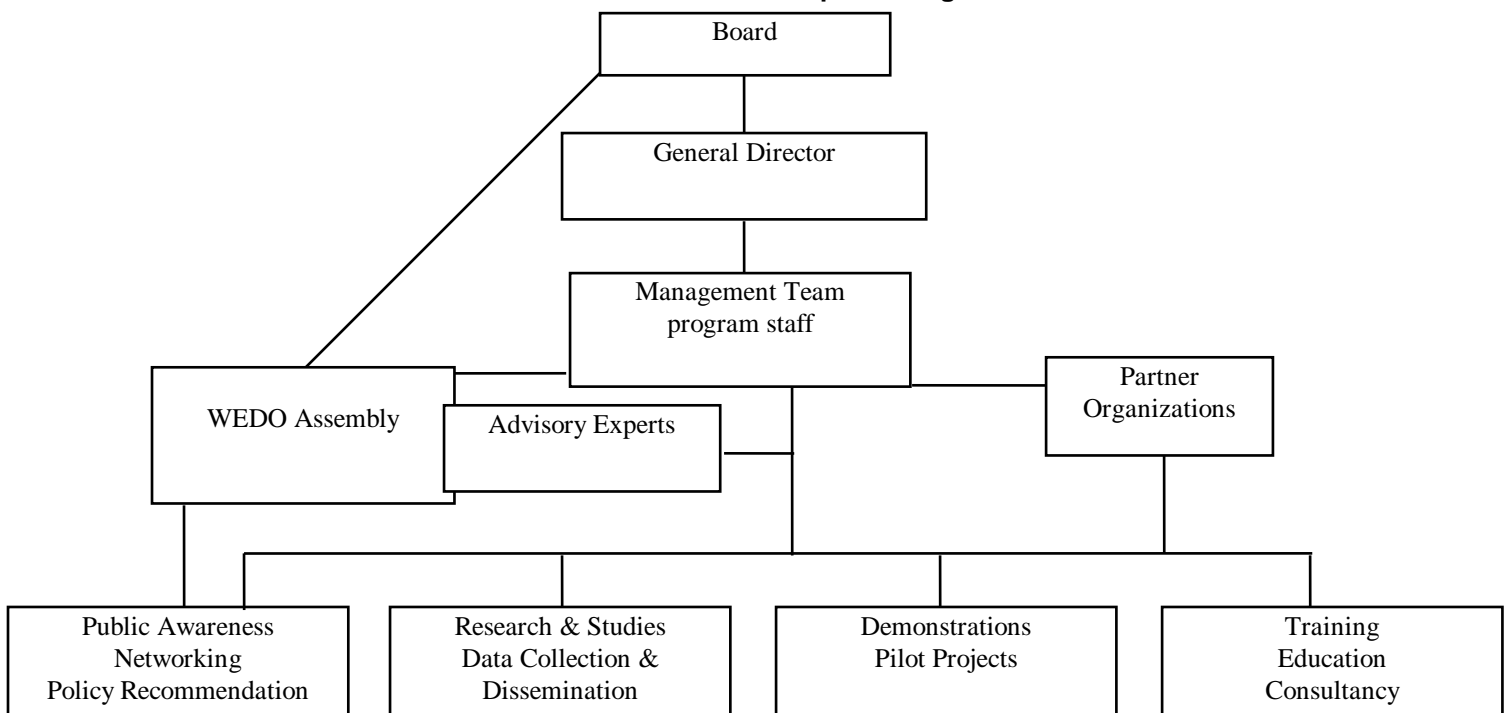 Board
General Director
Management Team
program staff
WEDO Assembly
Advisory Experts
Partner
Organizations
Public Awareness
Networking
Policy Recommendation
Research & Studies
Data Collection &
Dissemination
Demonstrations
Pilot Projects
Training
Education
Consultancy